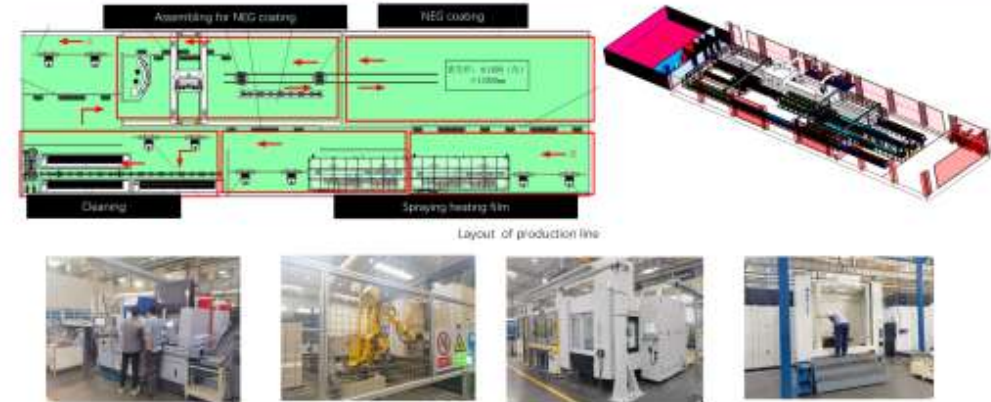 Assembling for NEG coating
NEG coating
Cleaning
Spraying heating film
Layout of production line